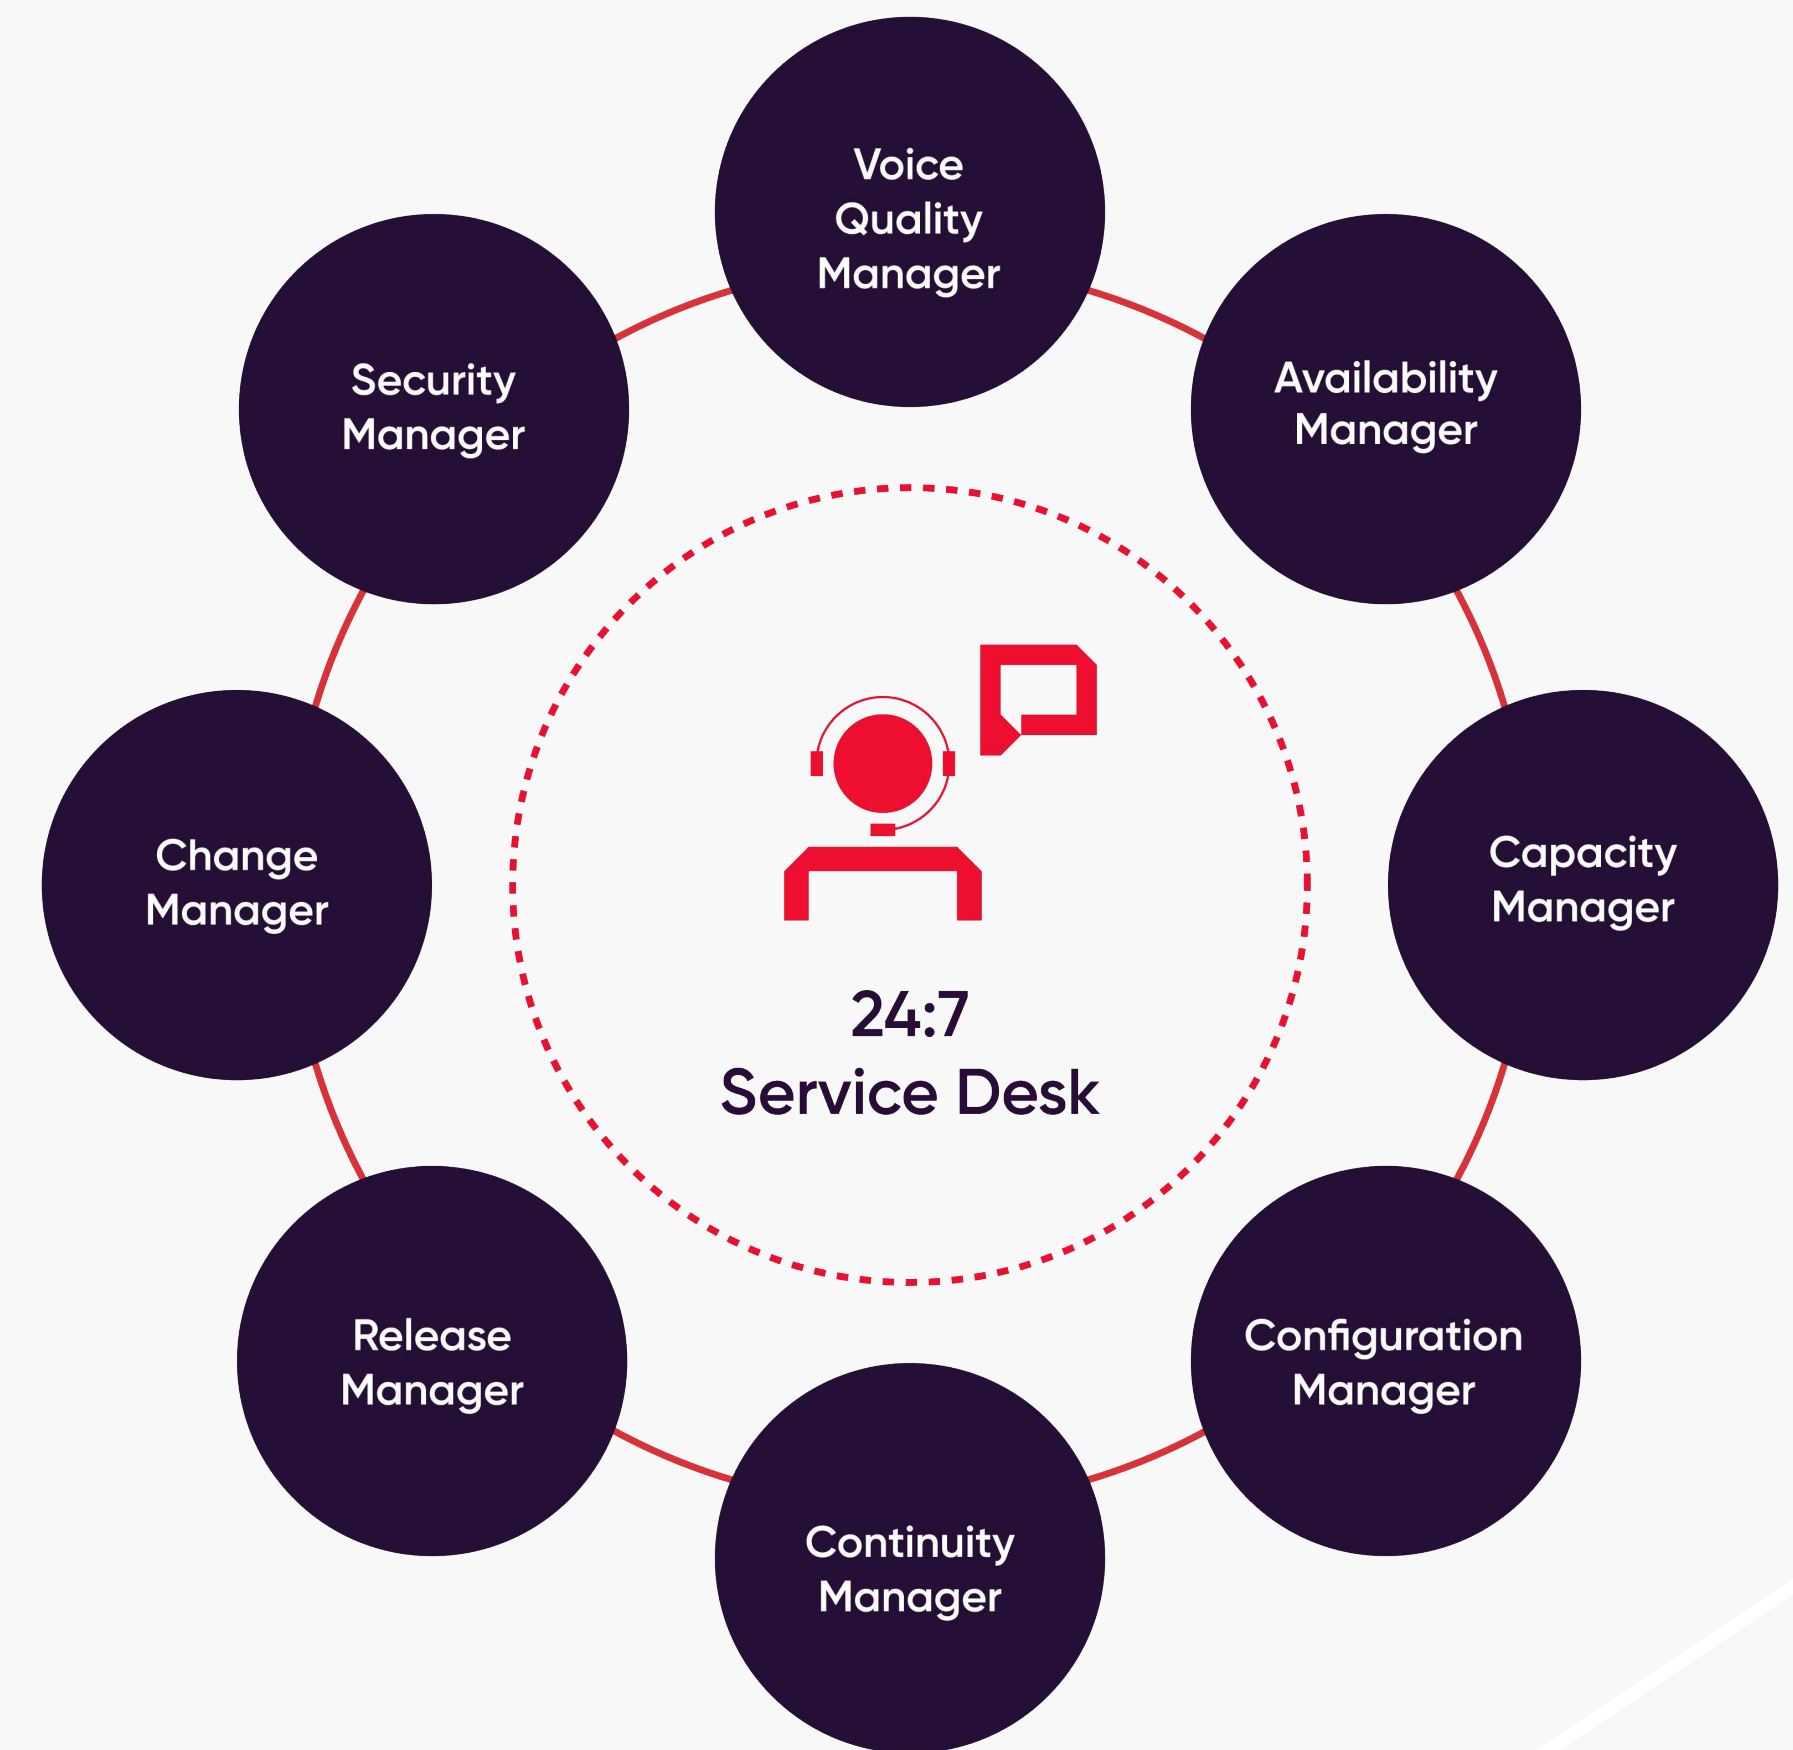 Voice
Quality
Manager
Availability
Manager
Capacity
Manager
Configuration
Manager
Continuity
Manager
Release
Manager
Change
Manager
Security
Manager
24:7
Service Desk